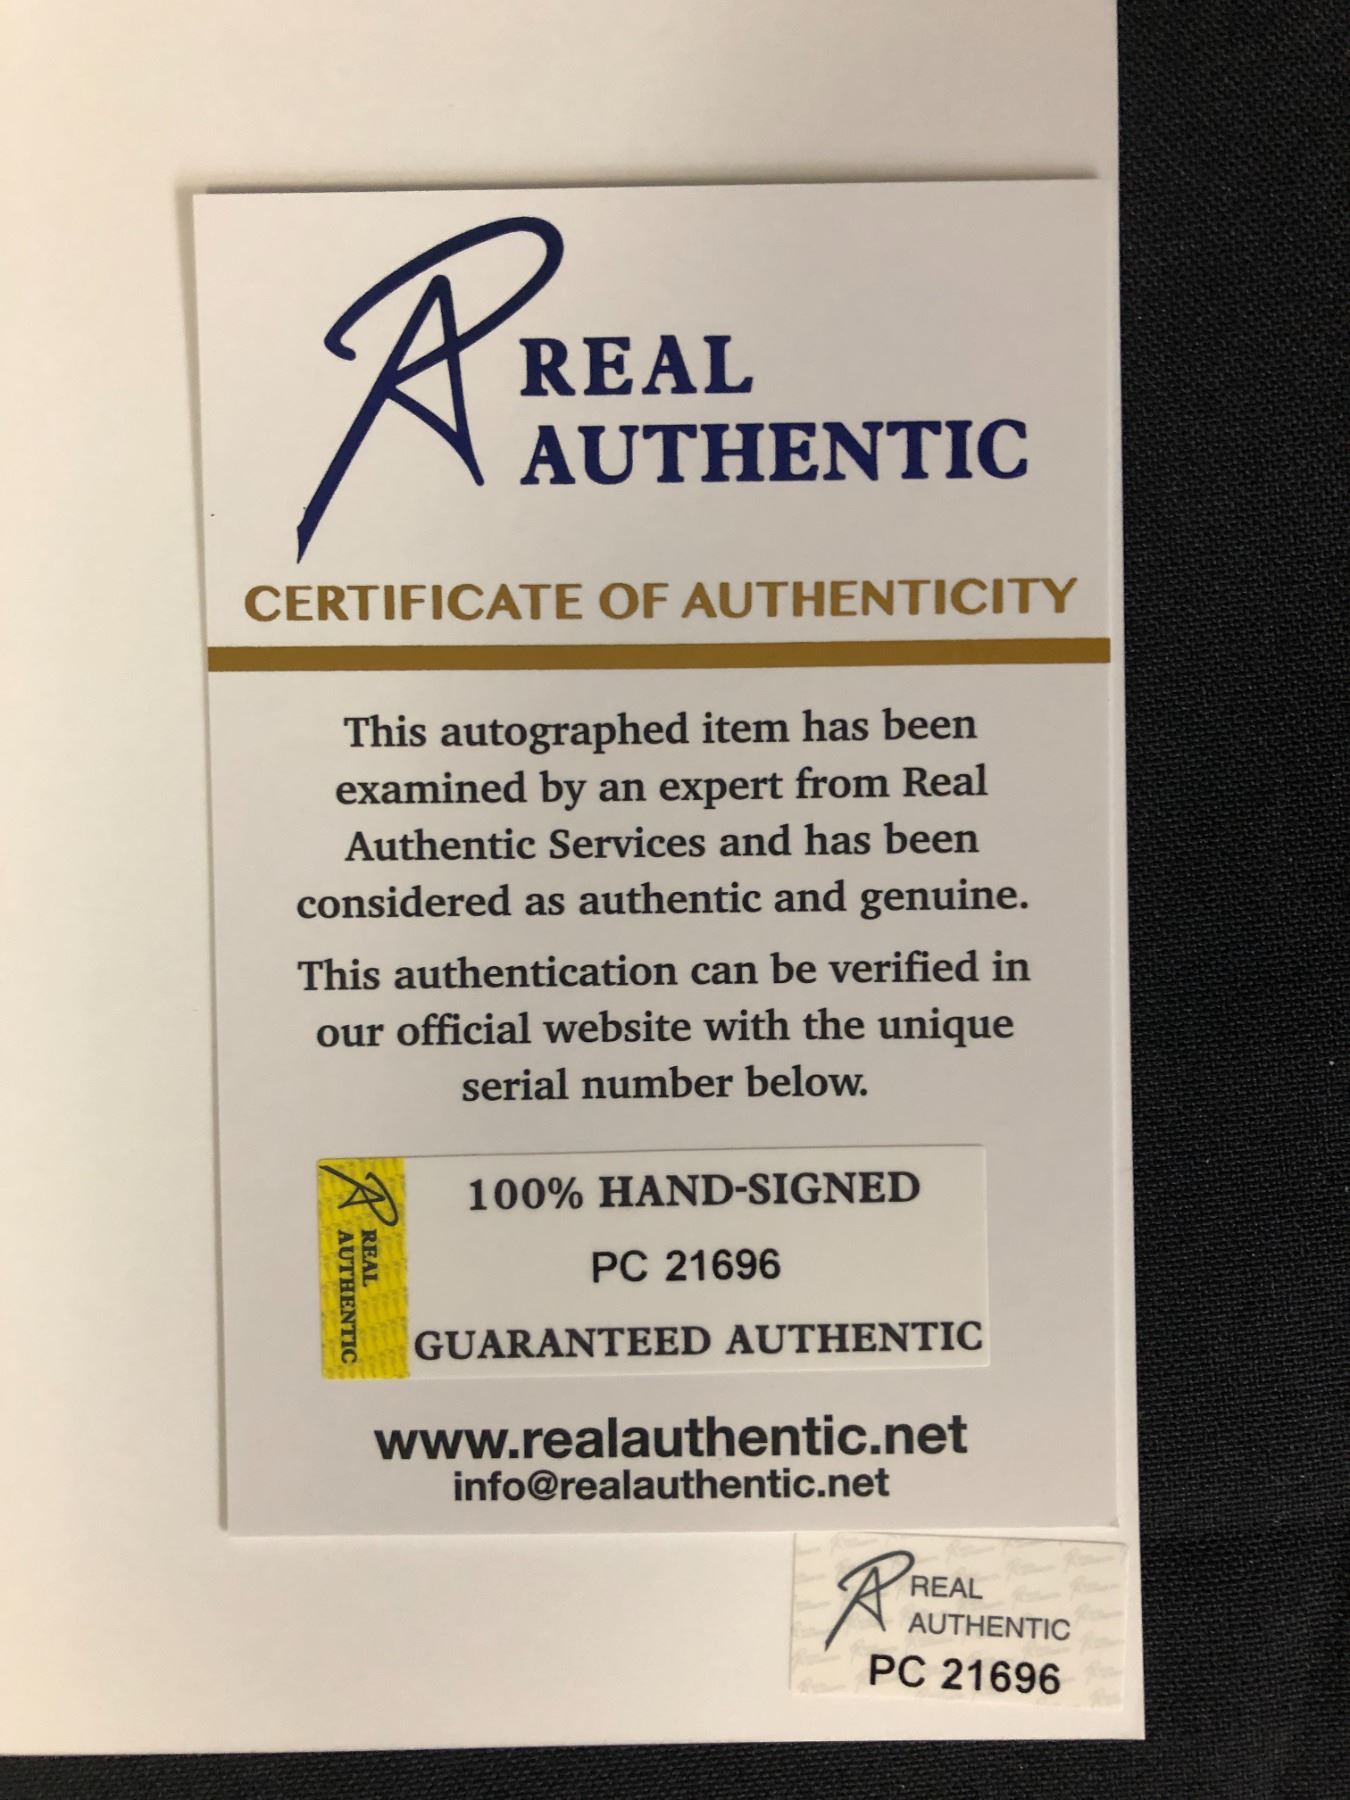 REAL
AUTHENTIC
CERTIFICATE OF AUTHENTICITY
This autographed item has been
examined by an expert from Real
Authentic Services and has been
considered as authentic and genuine.
This authentication can be verified in
our official website with the unique
serial number below.
REAL
AUTHENTIC
100% HAND-SIGNED
PC 21696
GUARANTEED AUTHENTIC
www.realauthentic.net
info@realauthentic.net
REAL
AUTHENTIC
PC 21696